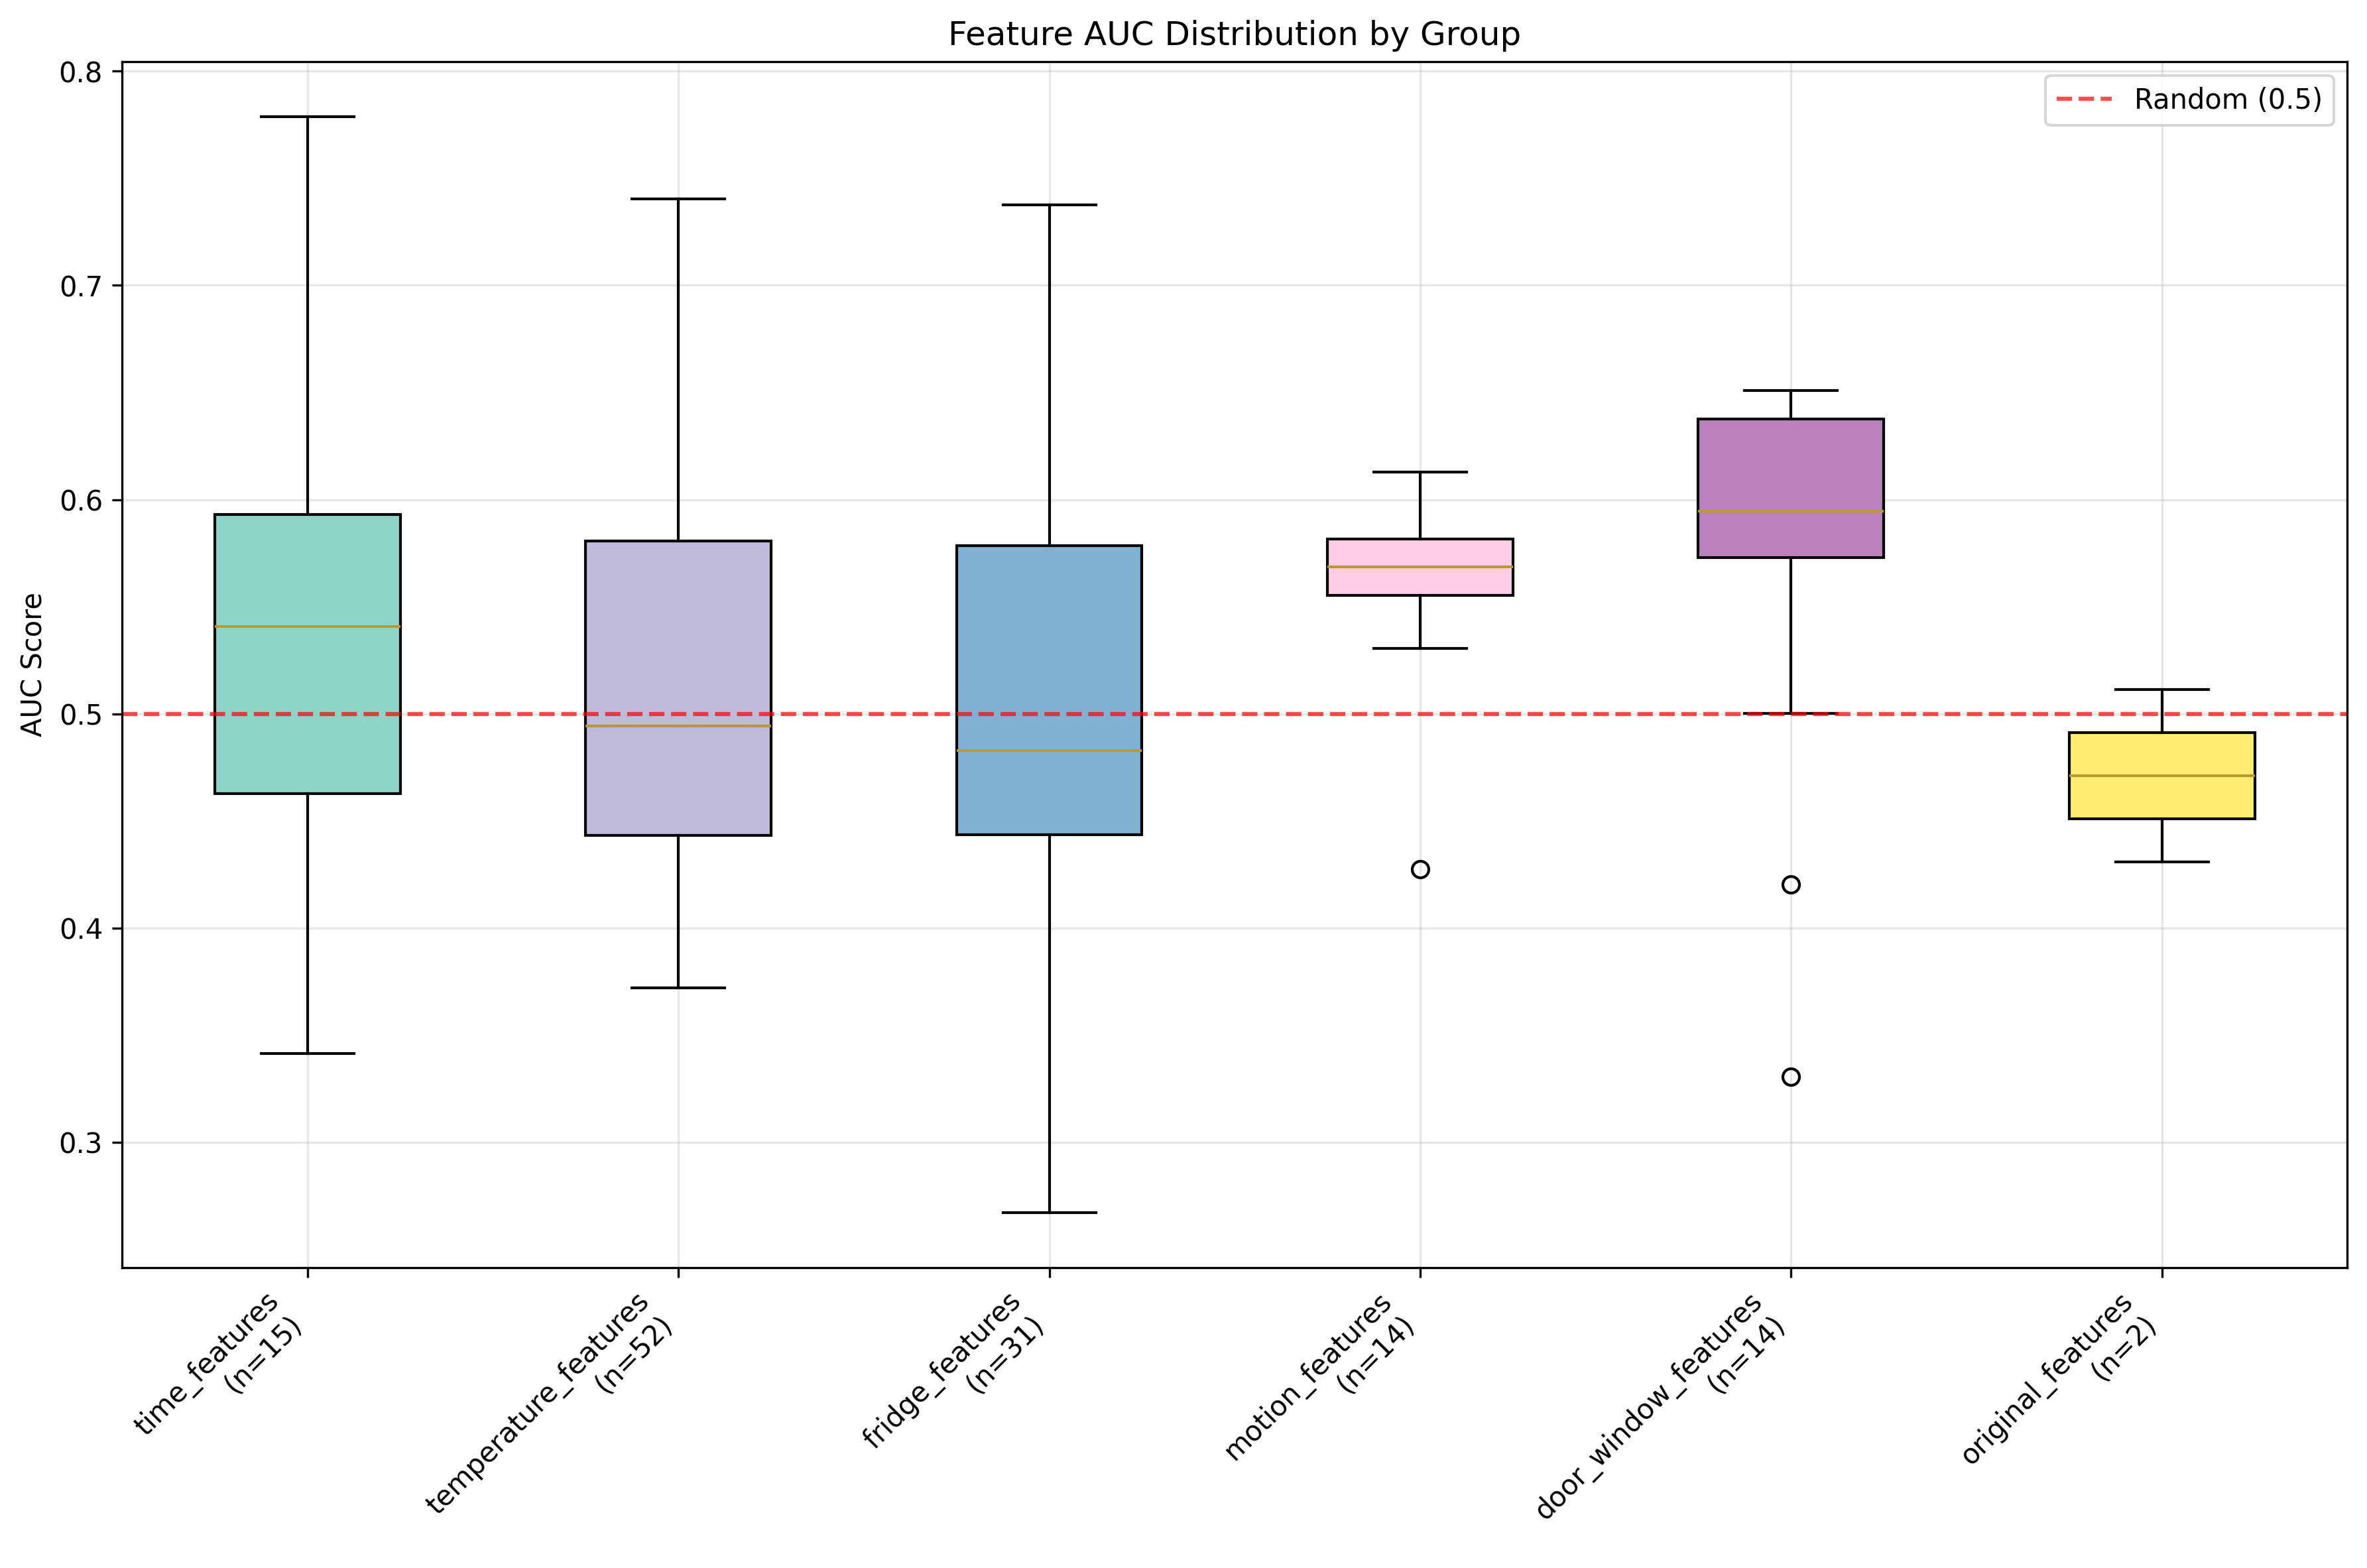 Feature AUC Distribution by Group
Random (0.5)
AUC Score
0.8
0.7
0.6
0.5
0.4
0.3
time_features
(n=15)
temperature_features
(n=52)
fridge_features
(n=31)
motion_features
(n=14)
door_window_features
(n=14)
original_features
(n=2)